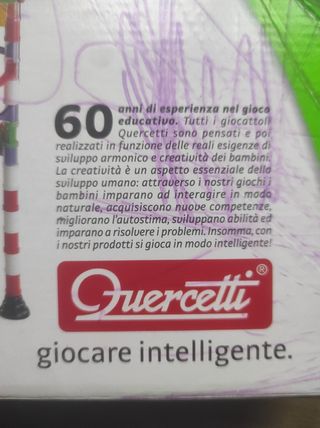 60 anni di esperienza nel gioco
educativo. Tutti i giocattoli
Quercetti sono pensati e poi
realizzati in funzione delle reali esigenze di
sviluppo armonico e creatività dei bambini.
La creatività è un aspetto essenziale dello
sviluppo umano: attraverso i nostri giochi i
bambini imparano ad interagire in modo
naturale, acquisiscono nuove competenze,
migliorano l'autostima, sviluppano abilità ed
imparano a risolvere i problemi. Insomma, con
i nostri prodotti si gioca in modo intelligente!
Quercetti®
giocare intelligente.